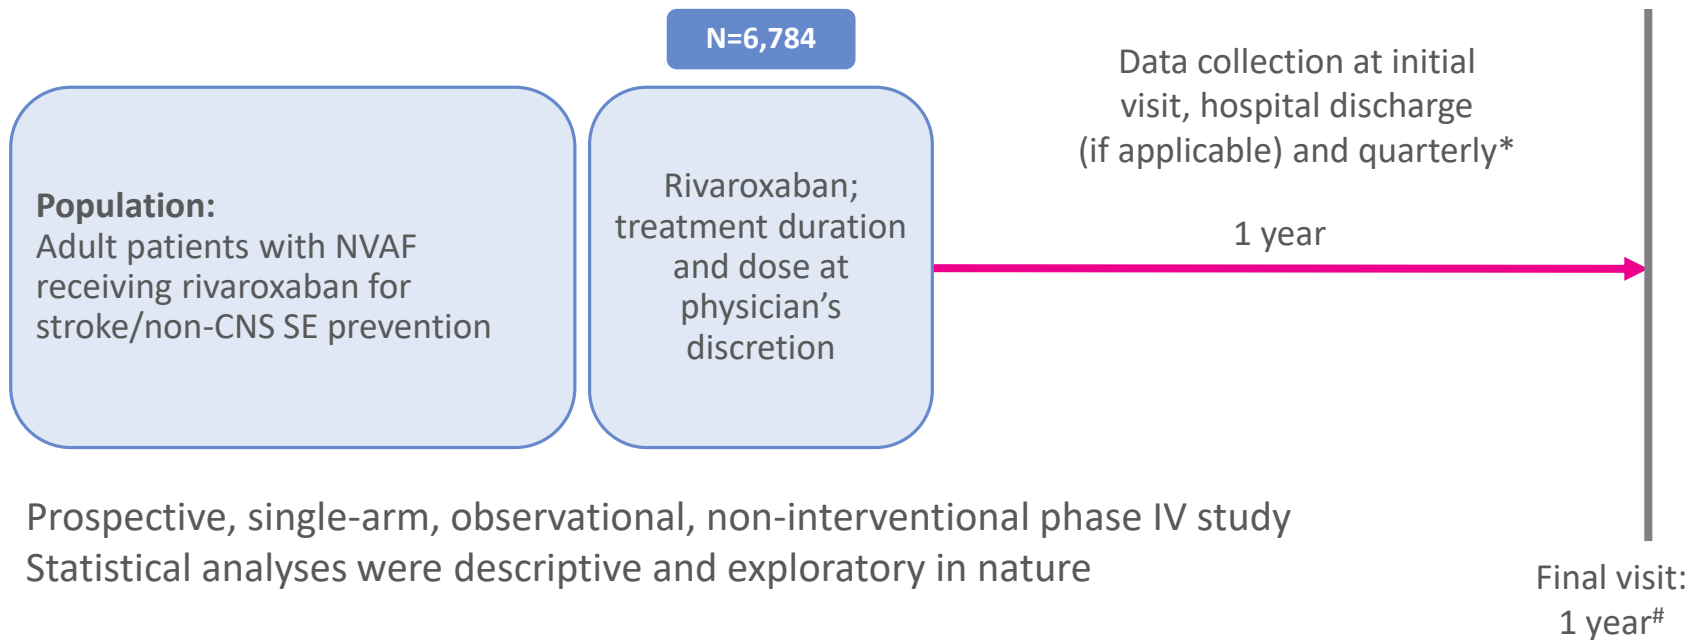 N=6,784
Population:
Adult patients with NVAF
receiving rivaroxaban for
stroke/non-CNS SE prevention
Rivaroxaban;
treatment duration
and dose at
physician’s
discretion
Data collection at initial
visit, hospital discharge
(if applicable) and quarterly*
1 year
Prospective, single-arm, observational, non-interventional phase IV study
Statistical analyses were descriptive and exploratory in nature
Final visit:
1 year#